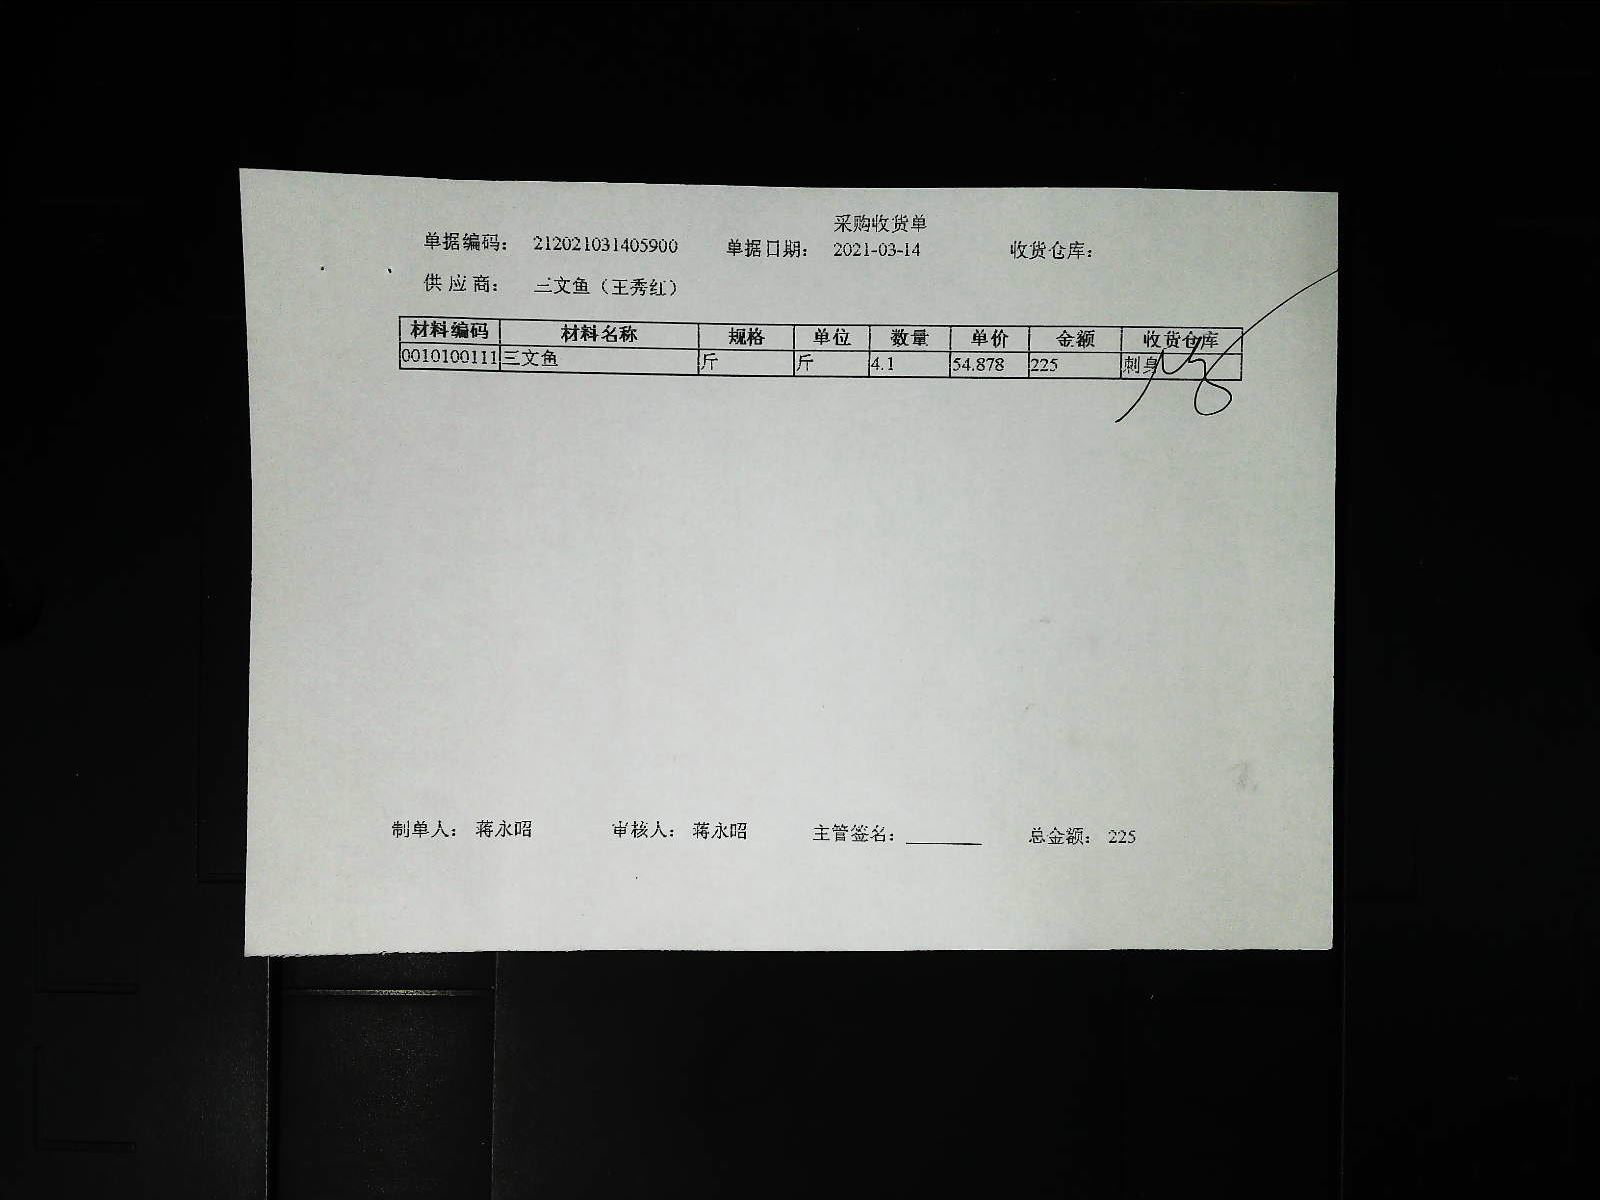 采购收货单
单据编码： 212021031405900 单据日期： 2021-03-14 收货仓库：
供应商： 三文鱼（王秀红）
材料编码 材料名称 规格 单位 数量 单价 金额 收货仓库
0010100111 三文鱼 斤 斤 4.1 54.878 225 刺身
制单人： 蒋永昭 审核人： 蒋永昭 主管签名： 总金额： 225